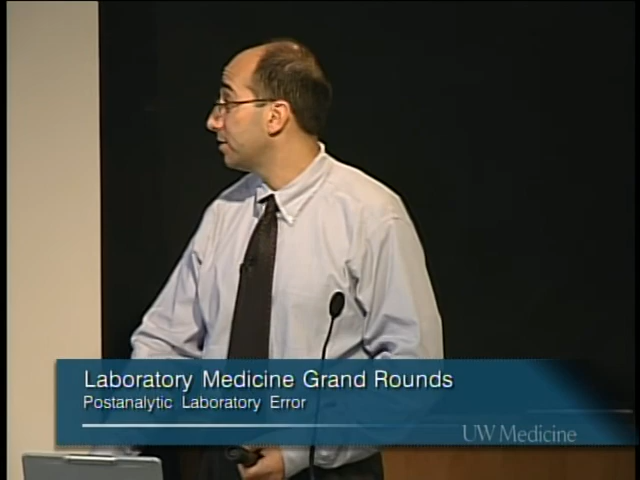 Laboratory Medicine Grand Rounds
Postanalytic Laboratory Error
UW Medicine